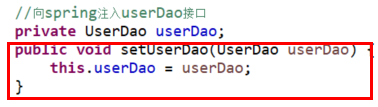 //向spring注入userDao接口
private UserDao userDao;
public void setUserDao(UserDao userDao) {
this.userDao = userDao;
}